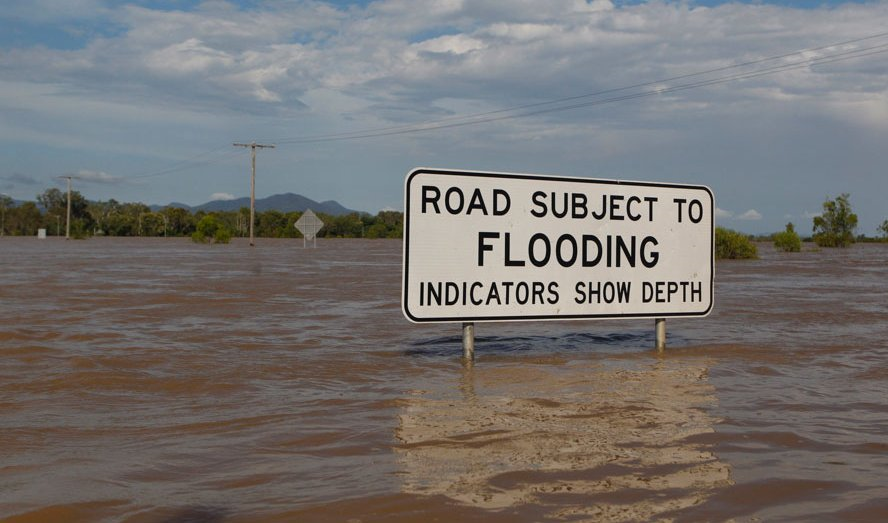 ROAD SUBJECT TO
FLOODING
INDICATORS SHOW DEPTH